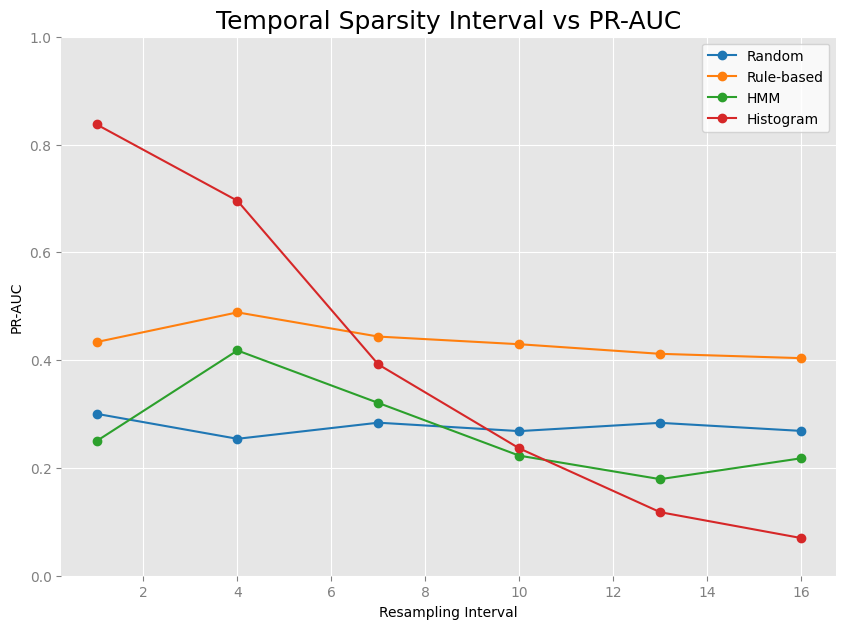 Temporal Sparsity Interval vs PR-AUC
Random
Rule-based
HMM
Histogram
1.0
0.8
0.6
0.4
0.2
0.0
PR-AUC
2 4 6 8 10 12 14 16
Resampling Interval